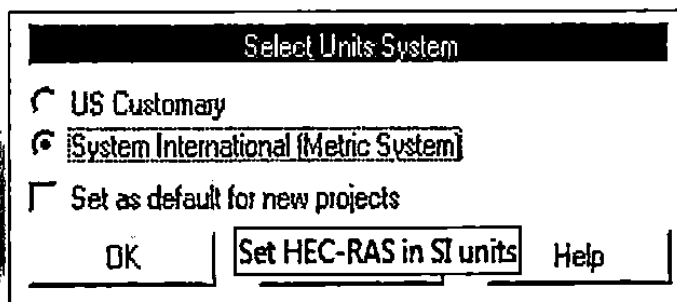 Select Units System
US Customary
System International (Metric System)
Set as default for new projects
OK
Set HEC-RAS in SI units
Help